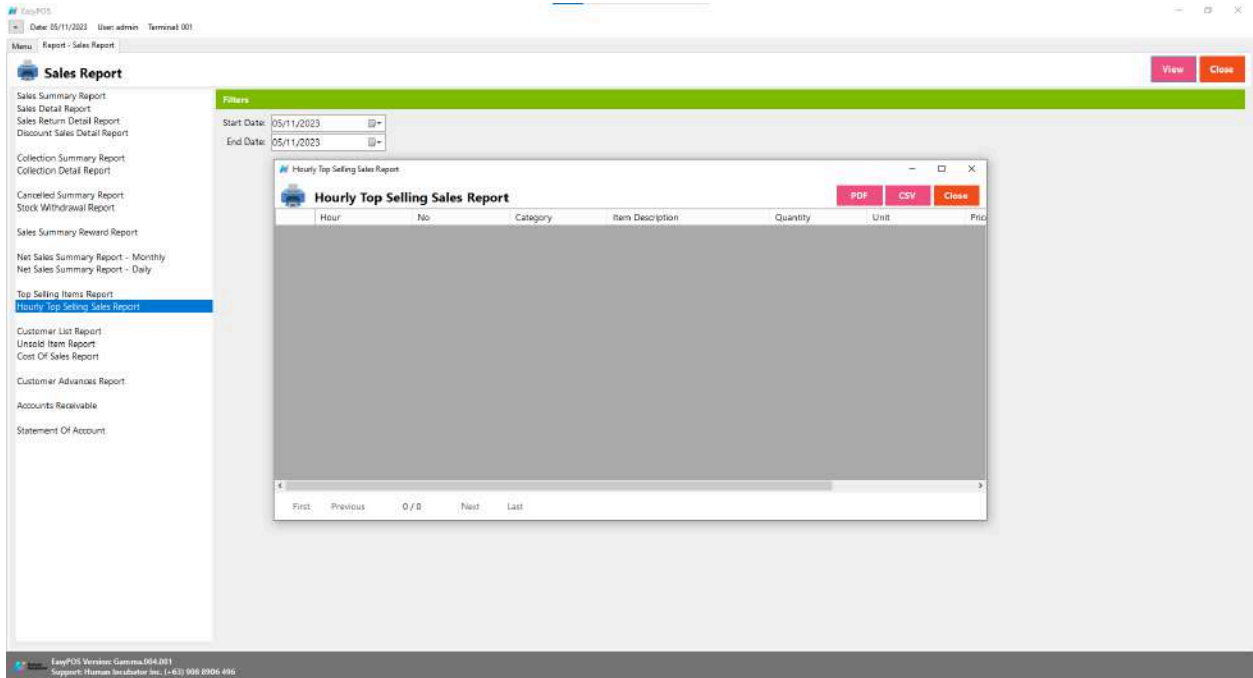 EasyPOS
Date: 05/11/2023 User: admin Terminal: 001
Menu Report - Sales Report
Sales Report
View Close
Sales Summary Report
Sales Detail Report
Sales Return Detail Report
Discount Sales Detail Report
Collection Summary Report
Collection Detail Report
Cancelled Summary Report
Stock Withdrawal Report
Sales Summary Reward Report
Net Sales Summary Report - Monthly
Net Sales Summary Report - Daily
Top Selling Items Report
Hourly Top Selling Sales Report
Customer List Report
Unsold Item Report
Cost Of Sales Report
Customer Advances Report
Accounts Receivable
Statement Of Account
Filters
Start Date: 05/11/2023
End Date: 05/11/2023
Hourly Top Selling Sales Report
Hourly Top Selling Sales Report
PDF CSV Close
Hour No Category Item Description Quantity Unit Pric
First Previous 0 / 0 Next Last
EasyPOS Version: Gamma.004.001
Support: Human Incubator Inc. (+63) 906 8906 496